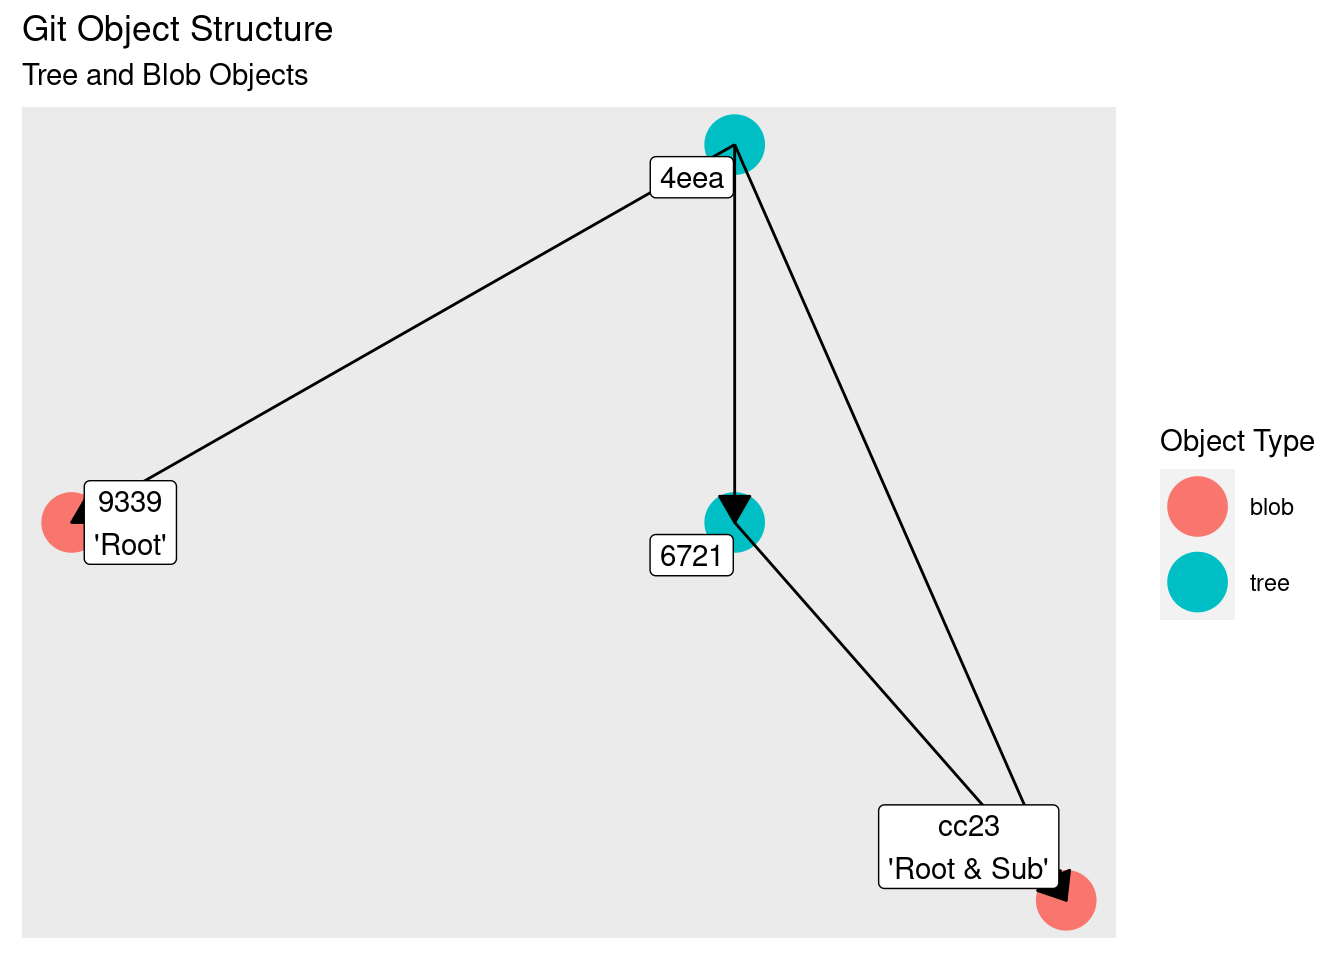 Git Object Structure
Tree and Blob Objects
4eea
9339
'Root'
6721
cc23
'Root & Sub'
Object Type
blob
tree